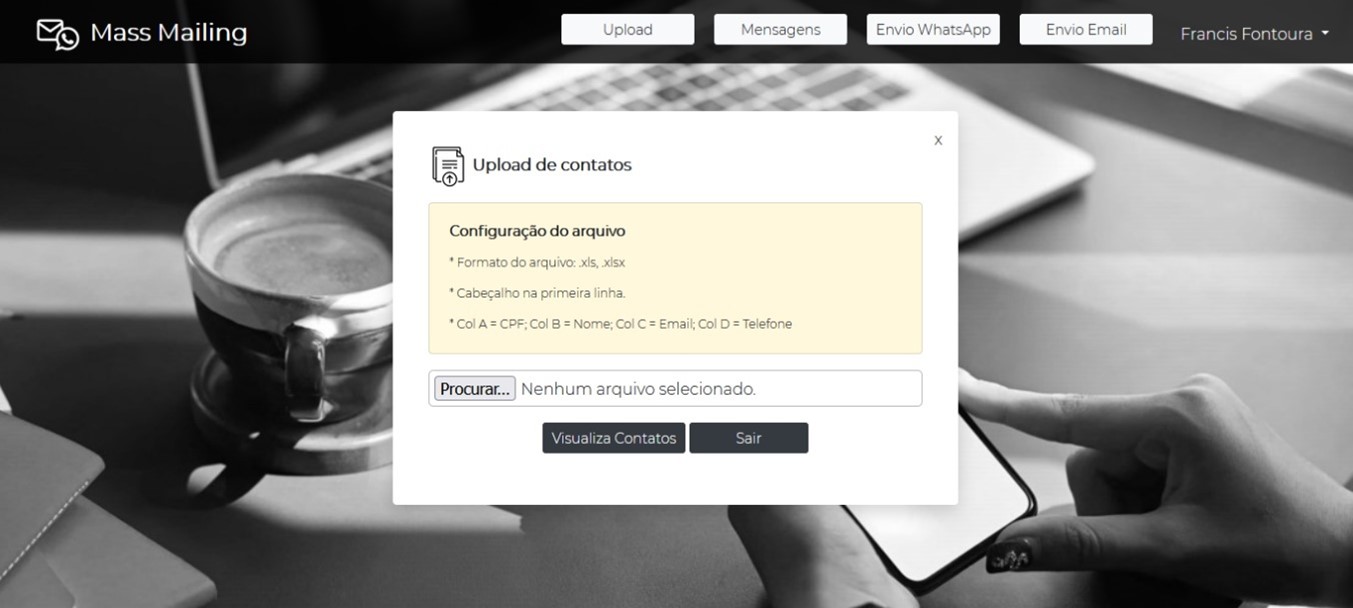 Mass Mailing
Upload
Mensagens
Envio WhatsApp
Envio Email
Francis Fontoura
x
Upload de contatos
Configuração do arquivo
* Formato do arquivo: .xls, .xlsx
* Cabeçalho na primeira linha.
* Col A = CPF; Col B = Nome; Col C = Email; Col D = Telefone
Procurar... Nenhum arquivo selecionado.
Visualiza Contatos
Sair